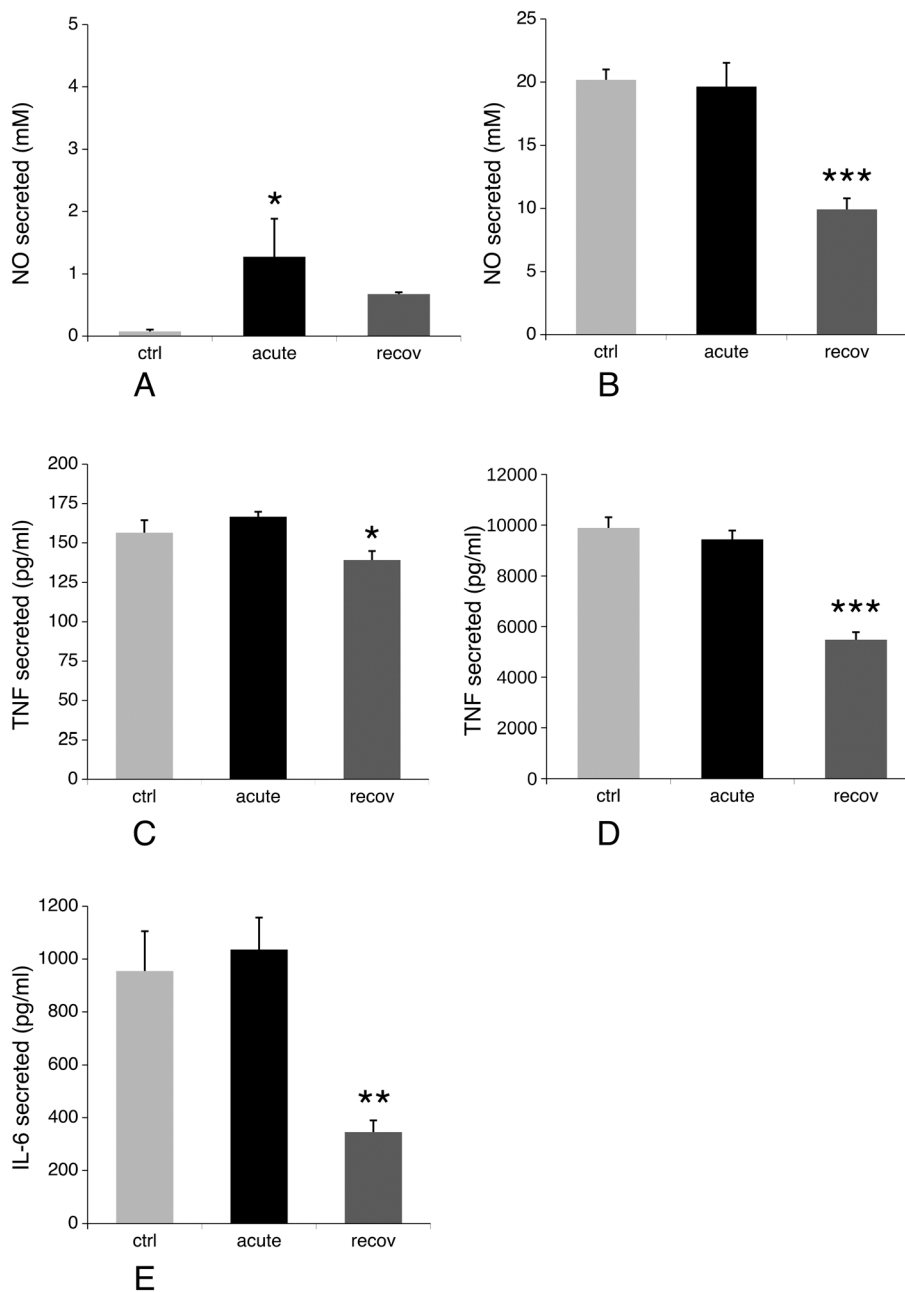 NO secreted (mM)
5
4
3
2
1
0
*
ctrl acute recov
A
NO secreted (mM)
25
20
15
10
5
0
***
ctrl acute recov
B
TNF secreted (pg/ml)
200
175
150
125
100
75
50
25
0
*
ctrl acute recov
C
TNF secreted (pg/ml)
12000
10000
8000
6000
4000
2000
0
***
ctrl acute recov
D
IL-6 secreted (pg/ml)
1200
1000
800
600
400
200
0
**
ctrl acute recov
E